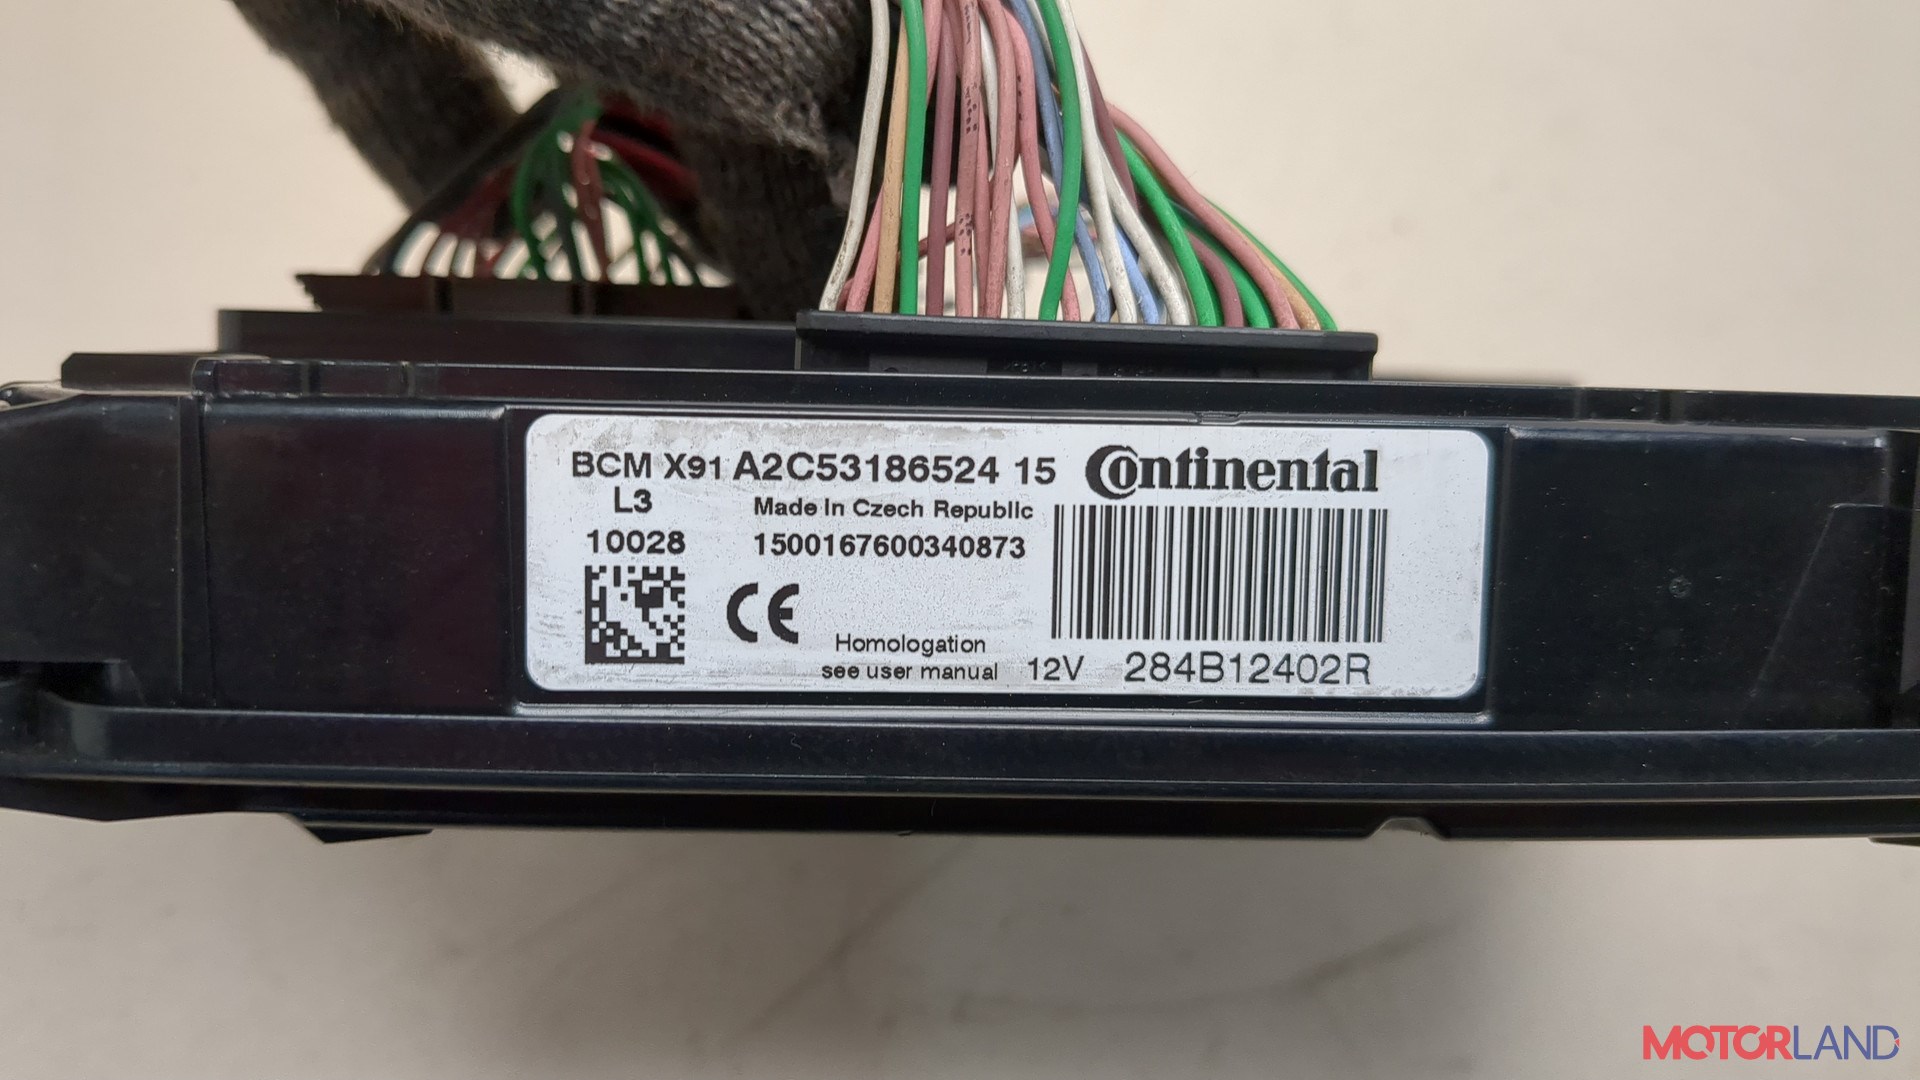 BCM X91 A2C53186524 15 Continental
L3
Made in Czech Republic
10028
1500167600340873
CE
Homologation
see user manual 12V 284B12402R
MOTORLAND